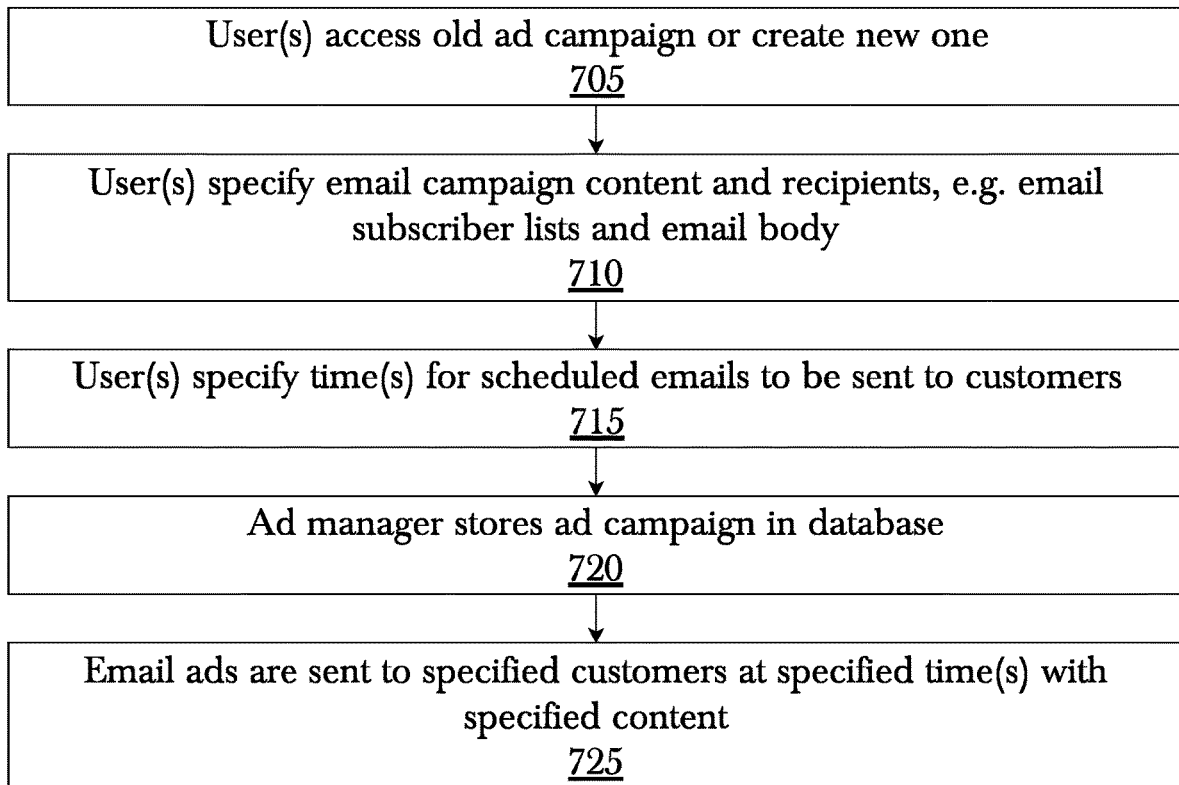 User(s) access old ad campaign or create new one
705
User(s) specify email campaign content and recipients, e.g. email
subscriber lists and email body
710
User(s) specify time(s) for scheduled emails to be sent to customers
715
Ad manager stores ad campaign in database
720
Email ads are sent to specified customers at specified time(s) with
specified content
725